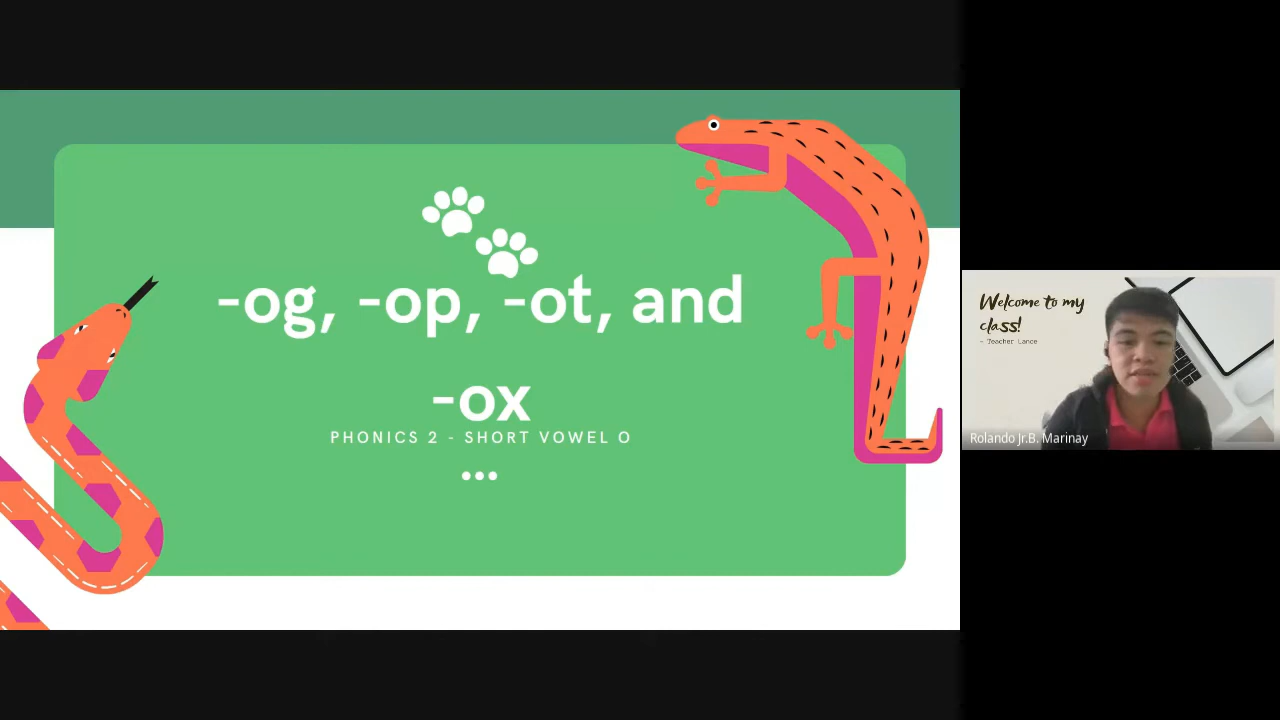 -og, -op, -ot, and
-ox
PHONICS 2 - SHORT VOWEL O
Welcome to my
class!
- Teacher Lance
Rolando Jr.B. Marinay